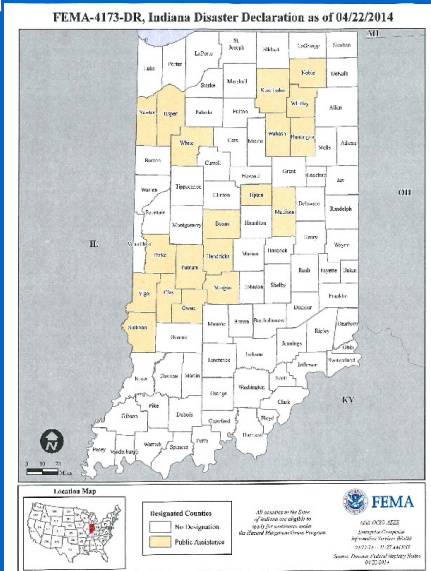 FEMA-4173-DR, Indiana Disaster Declaration as of 04/22/2014
MI
LaPorte
St. Joseph
Elkhart
LaGrange
Steuben
Lake
Porter
Noble
DeKalb
Starke
Marshall
Kosciusko
Whitley
Allen
Newton
Jasper
Pulaski
Fulton
Wabash
Huntington
White
Cass
Miami
Wells
Adams
Benton
Carroll
Grant
Blackford
Jay
Howard
Warren
Tippecanoe
Clinton
Tipton
OH
Madison
Delaware
Randolph
Fountain
Montgomery
Boone
Hamilton
Henry
Wayne
IL
Vermillion
Parke
Putnam
Hendricks
Marion
Hancock
Rush
Fayette
Union
Vigo
Clay
Morgan
Johnson
Shelby
Franklin
Owen
Decatur
Sullivan
Greene
Monroe
Brown
Bartholomew
Ripley
Dearborn
Jennings
Ohio
Switzerland
Lawrence
Jackson
Jefferson
Knox
Daviess
Martin
Orange
Washington
Scott
Clark
KY
Pike
Gibson
Dubois
Crawford
Floyd
Harrison
Posey
Vanderburgh
Warrick
Spencer
Perry
N
Miles
Location Map
Designated Counties
No Designation
Public Assistance
All counties in the State
of Indiana are eligible to
apply for assistance under
the Hazard Mitigation Grant Program
FEMA